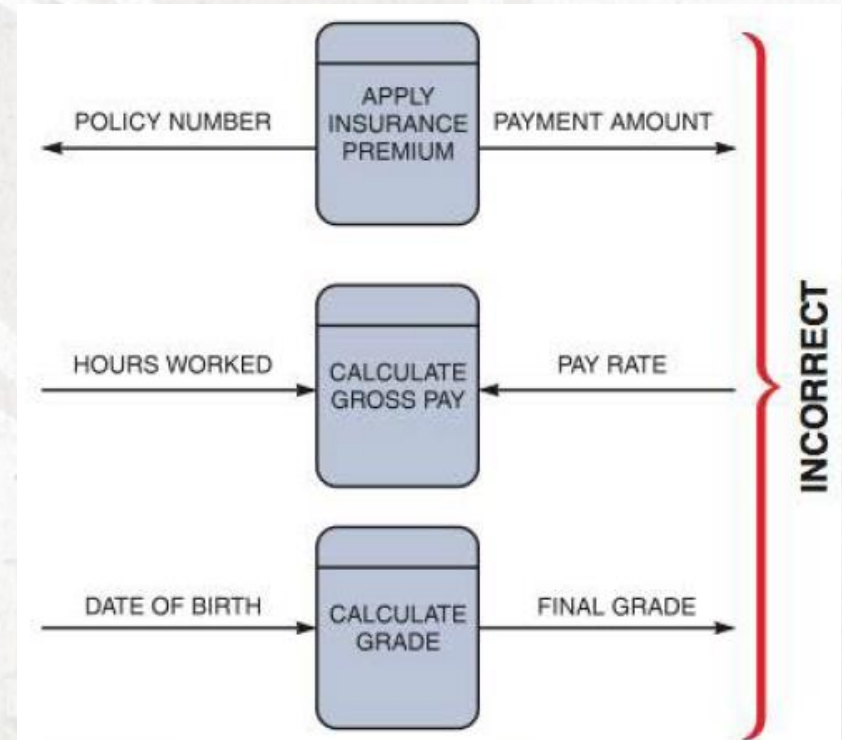 POLICY NUMBER
APPLY
INSURANCE
PREMIUM
PAYMENT AMOUNT
HOURS WORKED
CALCULATE
GROSS PAY
PAY RATE
DATE OF BIRTH
CALCULATE
GRADE
FINAL GRADE
INCORRECT